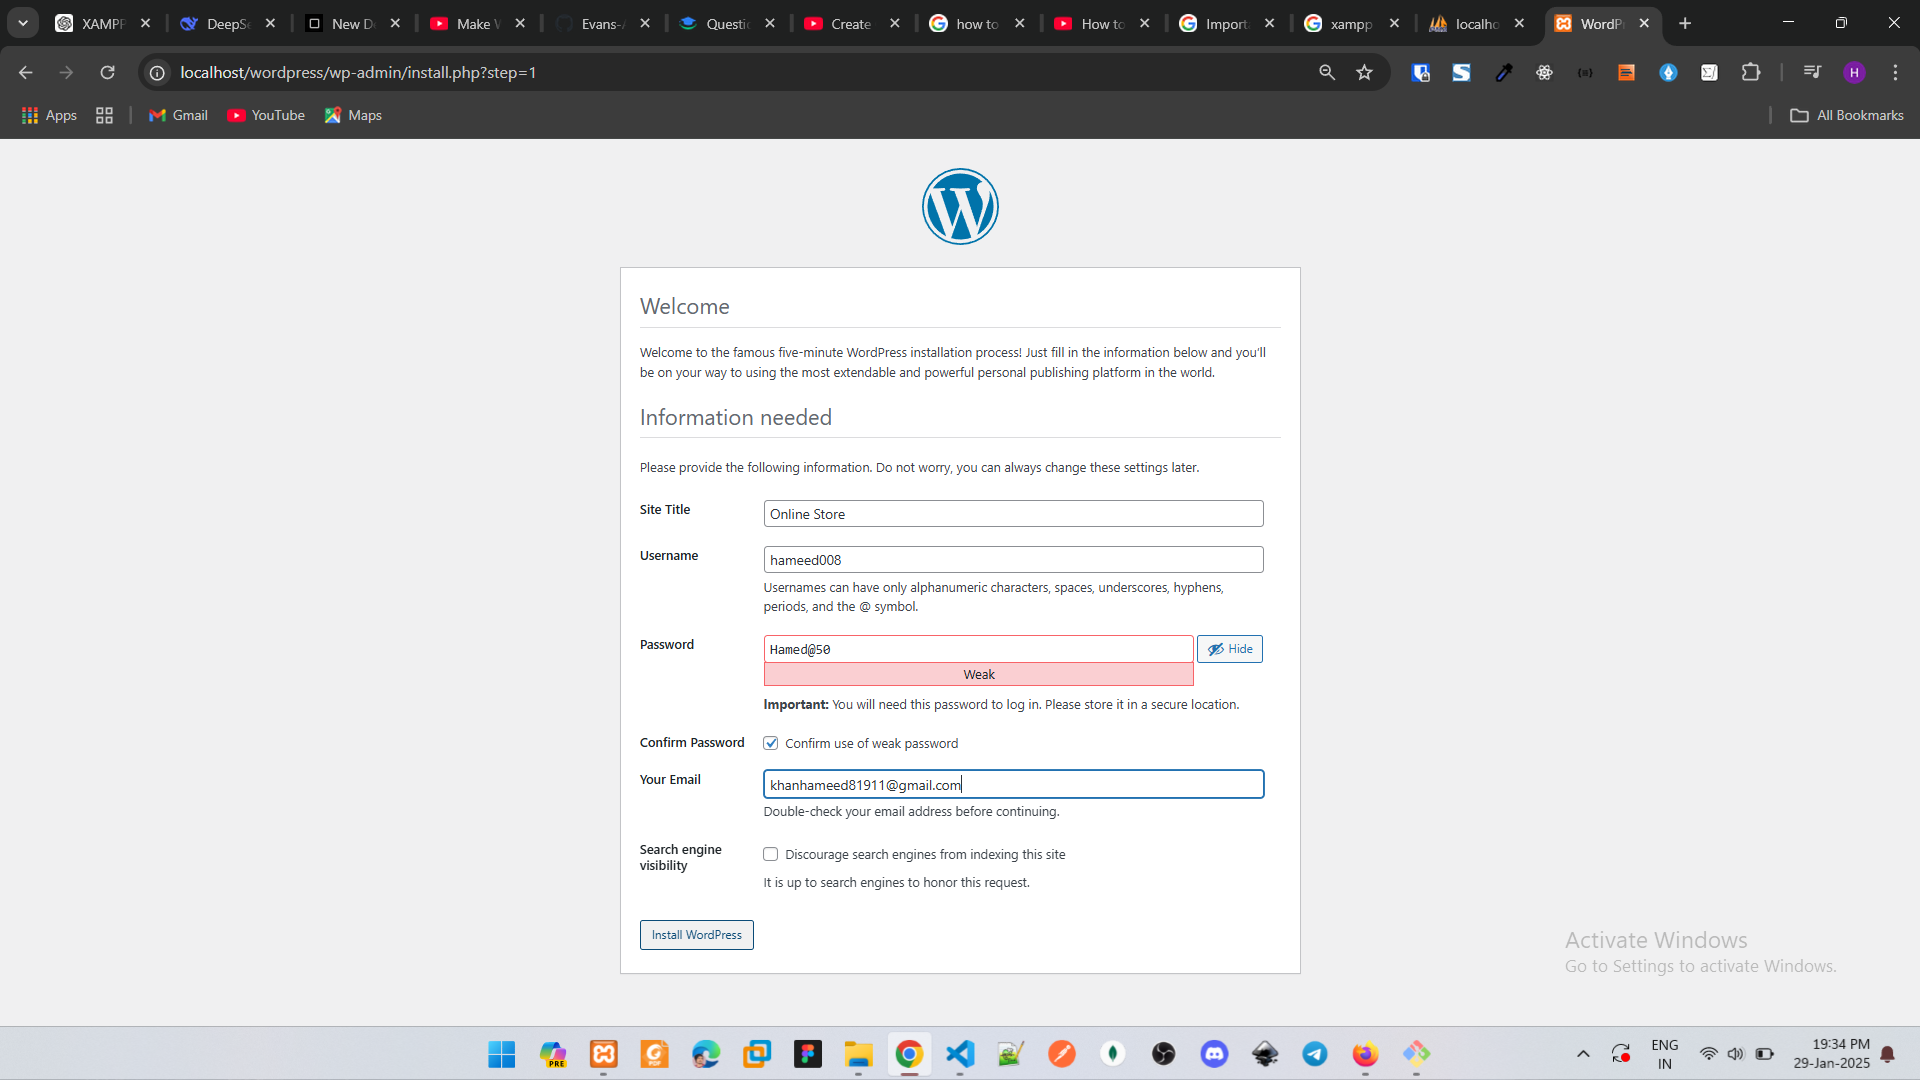 XAMPP
DeepSe
New De
Make W
Evans-
Questic
Create
how to
How to
Import
xampp
localho
WordPr
localhost/wordpress/wp-admin/install.php?step=1
H
Apps
Gmail
YouTube
Maps
All Bookmarks
Welcome
Welcome to the famous five-minute WordPress installation process! Just fill in the information below and you'll
be on your way to using the most extendable and powerful personal publishing platform in the world.
Information needed
Please provide the following information. Do not worry, you can always change these settings later.
Site Title
Online Store
Username
hameed008
Usernames can have only alphanumeric characters, spaces, underscores, hyphens,
periods, and the @ symbol.
Password
Hamed@50
Hide
Weak
Important: You will need this password to log in. Please store it in a secure location.
Confirm Password
Confirm use of weak password
Your Email
khanhameed81911@gmail.com
Double-check your email address before continuing.
Search engine
visibility
Discourage search engines from indexing this site
It is up to search engines to honor this request.
Install WordPress
Activate Windows
Go to Settings to activate Windows.
PRE
ENG
IN
19:34 PM
29-Jan-2025